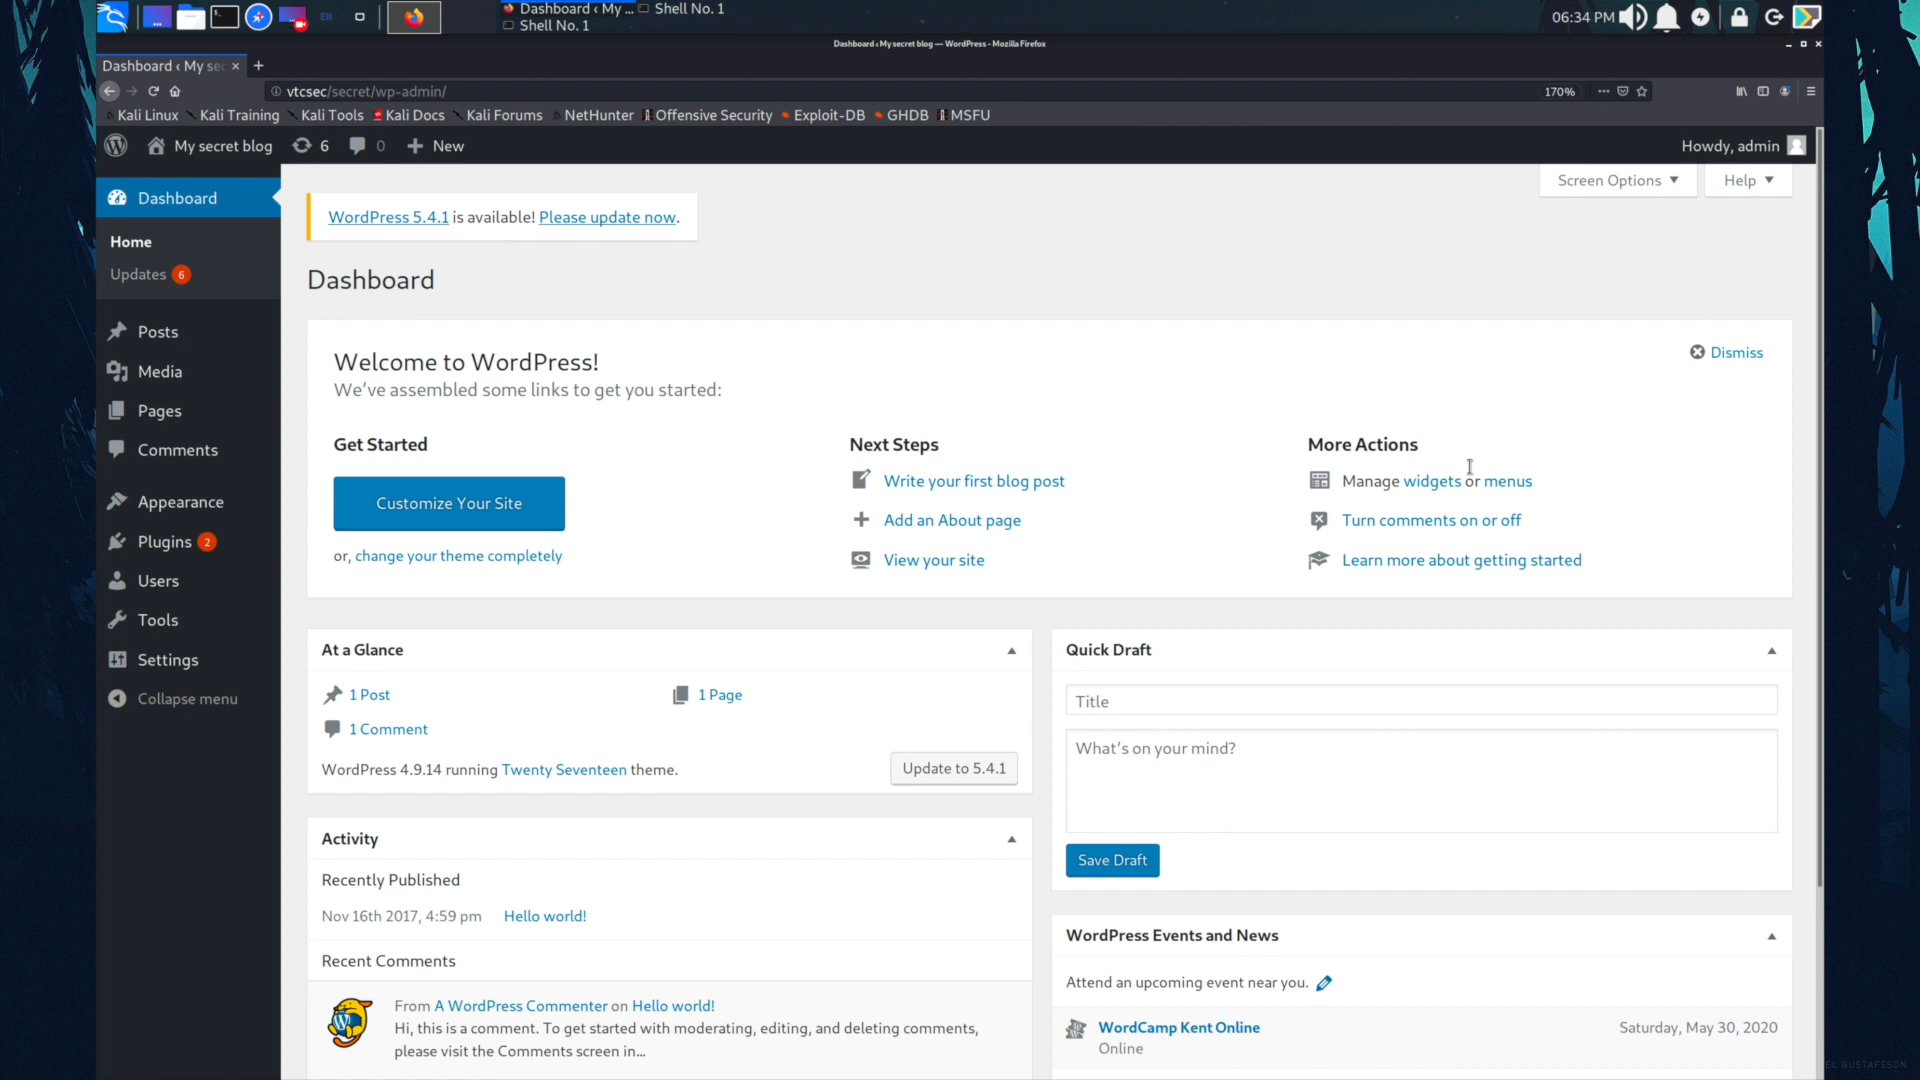 Dashboard ‹ My ...
Shell No. 1
Shell No. 1
EN
06:34 PM
Dashboard ‹ My secret blog — WordPress - Mozilla Firefox
Dashboard ‹ My sec
vtcsec/secret/wp-admin/
170%
Kali Linux
Kali Training
Kali Tools
Kali Docs
Kali Forums
NetHunter
Offensive Security
Exploit-DB
GHDB
MSFU
My secret blog
6
0
New
Howdy, admin
Dashboard
Home
Updates 6
Posts
Media
Pages
Comments
Appearance
Plugins 2
Users
Tools
Settings
Collapse menu
Screen Options
Help
WordPress 5.4.1 is available! Please update now.
Dashboard
Welcome to WordPress!
We've assembled some links to get you started:
Dismiss
Get Started
Customize Your Site
or, change your theme completely
Next Steps
Write your first blog post
Add an About page
View your site
More Actions
Manage widgets or menus
Turn comments on or off
Learn more about getting started
At a Glance
1 Post
1 Page
1 Comment
WordPress 4.9.14 running Twenty Seventeen theme.
Update to 5.4.1
Activity
Recently Published
Nov 16th 2017, 4:59 pm
Hello world!
Recent Comments
From A WordPress Commenter on Hello world!
Hi, this is a comment. To get started with moderating, editing, and deleting comments,
please visit the Comments screen in...
Quick Draft
Title
What's on your mind?
Save Draft
WordPress Events and News
Attend an upcoming event near you.
WordCamp Kent Online
Saturday, May 30, 2020
Online
EL GUSTAFSSON